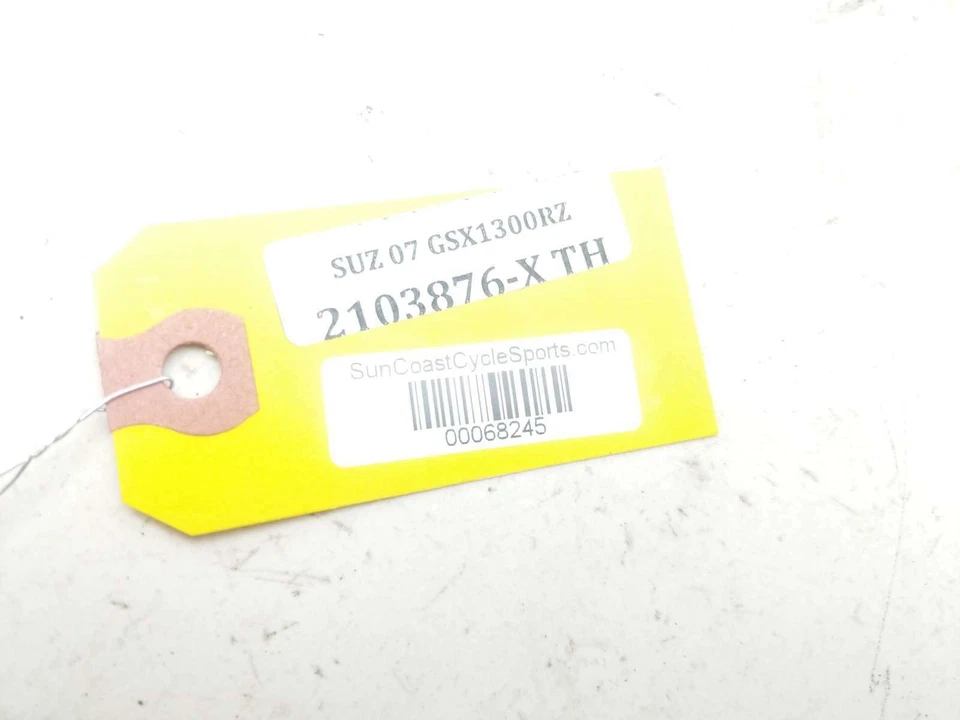 SUZ 07 GSX1300RZ
2103876-X TH
SunCoastCycleSports.com
00068245